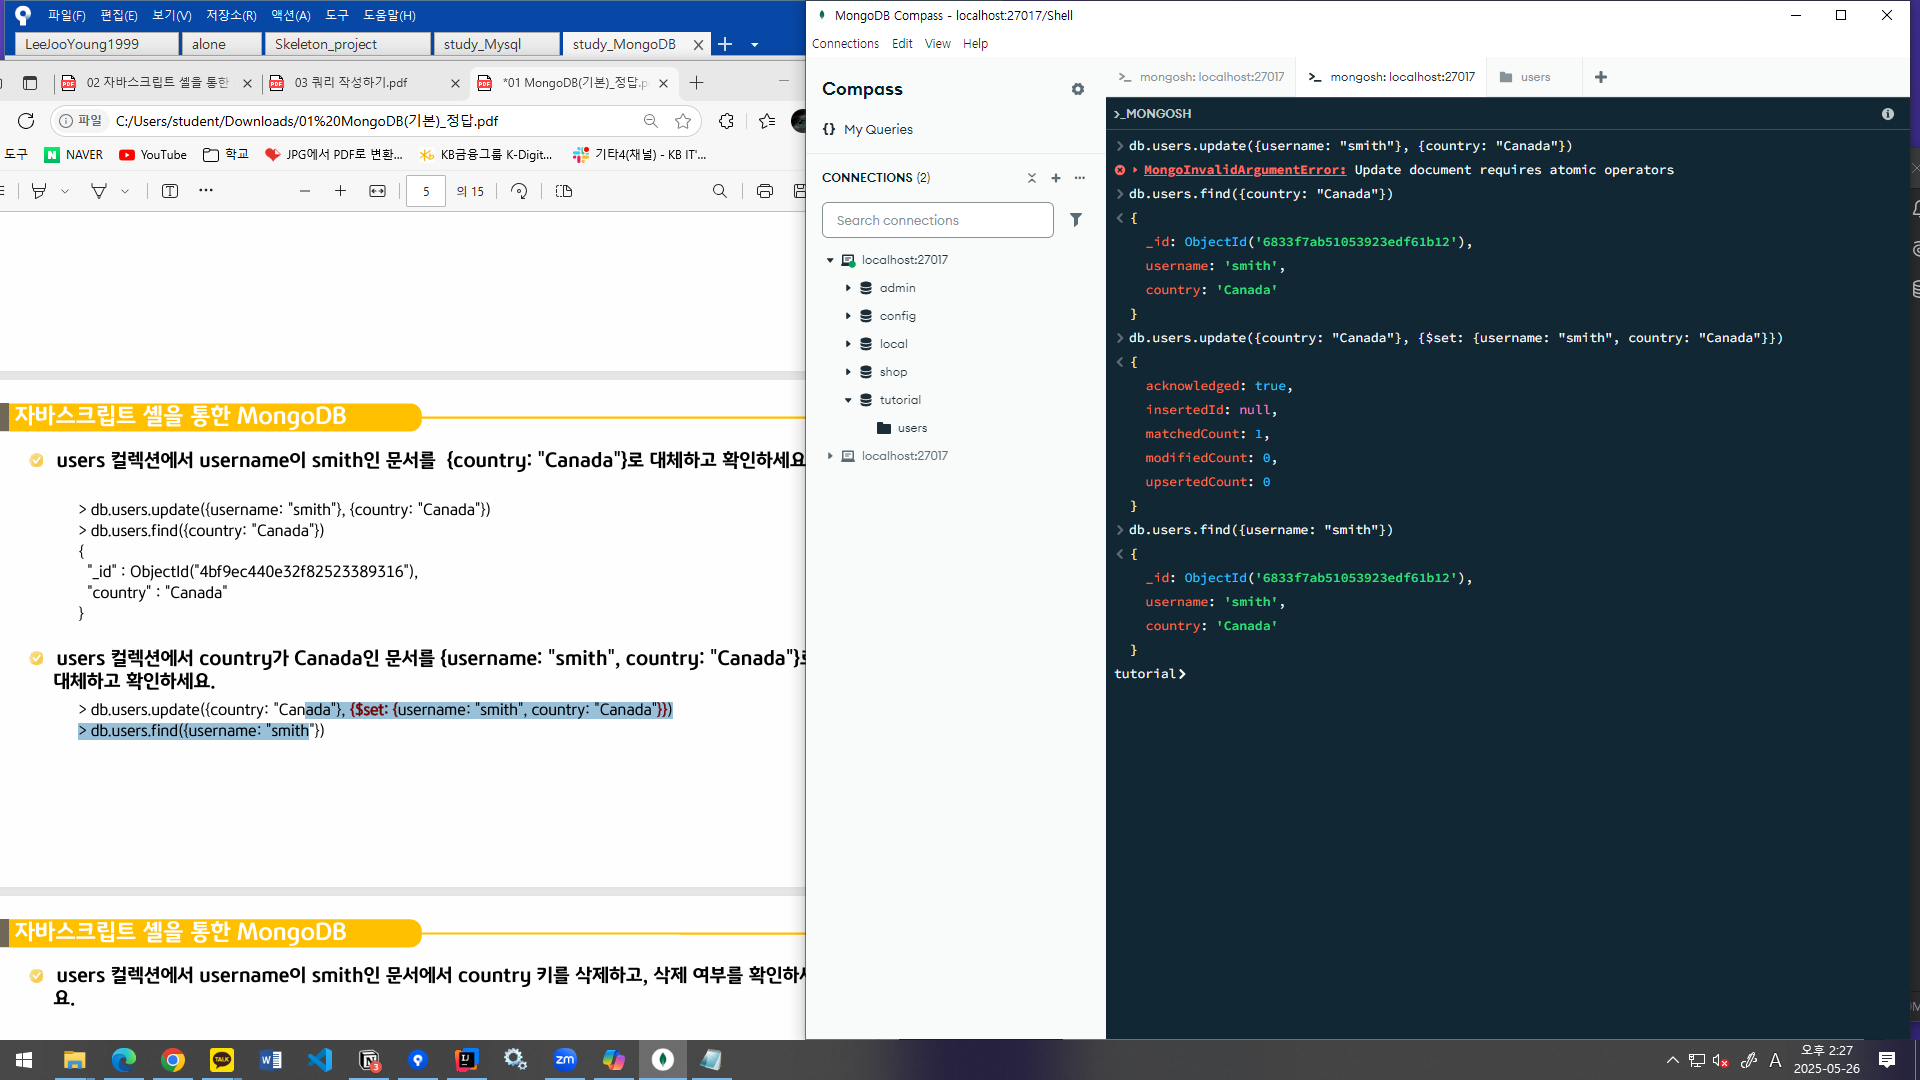 파일(F) 편집(E) 보기(V) 저장소(R) 액션(A) 도구 도움말(H)
LeeJooYoung1999 alone Skeleton_project study_Mysql study_MongoDB
02 자바스크립트 셸을 통한 03 쿼리 작성하기.pdf *01 MongoDB(기본)_정답.p
파일 C:/Users/student/Downloads/01%20MongoDB(기본)_정답.pdf
도구 NAVER YouTube 학교 JPG에서 PDF로 변환... KB금융그룹 K-Digit... 기타4(채널) - KB IT'...
5 의 15
자바스크립트 셸을 통한 MongoDB
users 컬렉션에서 username이 smith인 문서를 {country: "Canada"}로 대체하고 확인하세요
> db.users.update({username: "smith"}, {country: "Canada"})
> db.users.find({country: "Canada"})
{
"_id" : ObjectId("4bf9ec440e32f82523389316"),
"country" : "Canada"
}
users 컬렉션에서 country가 Canada인 문서를 {username: "smith", country: "Canada"}로
대체하고 확인하세요.
> db.users.update({country: "Canada"}, {$set: {username: "smith", country: "Canada"}})
> db.users.find({username: "smith"})
자바스크립트 셸을 통한 MongoDB
users 컬렉션에서 username이 smith인 문서에서 country 키를 삭제하고, 삭제 여부를 확인하세
요.
MongoDB Compass - localhost:27017/Shell
Connections Edit View Help
Compass
{} My Queries
CONNECTIONS (2)
Search connections
localhost:27017
admin
config
local
shop
tutorial
users
localhost:27017
mongosh: localhost:27017 mongosh: localhost:27017 users
>_MONGOSH
db.users.update({username: "smith"}, {country: "Canada"})
MongoInvalidArgumentError: Update document requires atomic operators
db.users.find({country: "Canada"})
{
_id: ObjectId('6833f7ab51053923edf61b12'),
username: 'smith',
country: 'Canada'
}
db.users.update({country: "Canada"}, {$set: {username: "smith", country: "Canada"}})
{
acknowledged: true,
insertedId: null,
matchedCount: 1,
modifiedCount: 0,
upsertedCount: 0
}
db.users.find({username: "smith"})
{
_id: ObjectId('6833f7ab51053923edf61b12'),
username: 'smith',
country: 'Canada'
}
tutorial>
TALK
zm
3
A
오후 2:27
2025-05-26